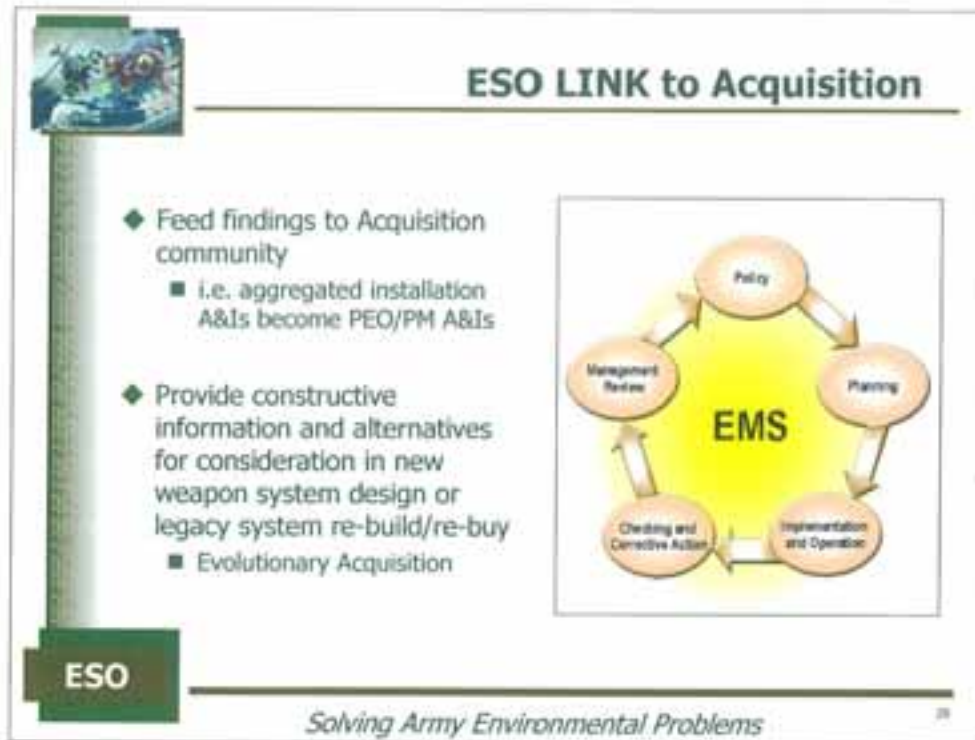 ESO LINK to Acquisition
◆ Feed findings to Acquisition
community
■ i.e. aggregated installation
A&Is become PEO/PM A&Is
◆ Provide constructive
information and alternatives
for consideration in new
weapon system design or
legacy system re-build/re-buy
■ Evolutionary Acquisition
Policy
Planning
Implementation
and Operation
Checking and
Corrective Action
Management
Review
EMS
ESO
Solving Army Environmental Problems